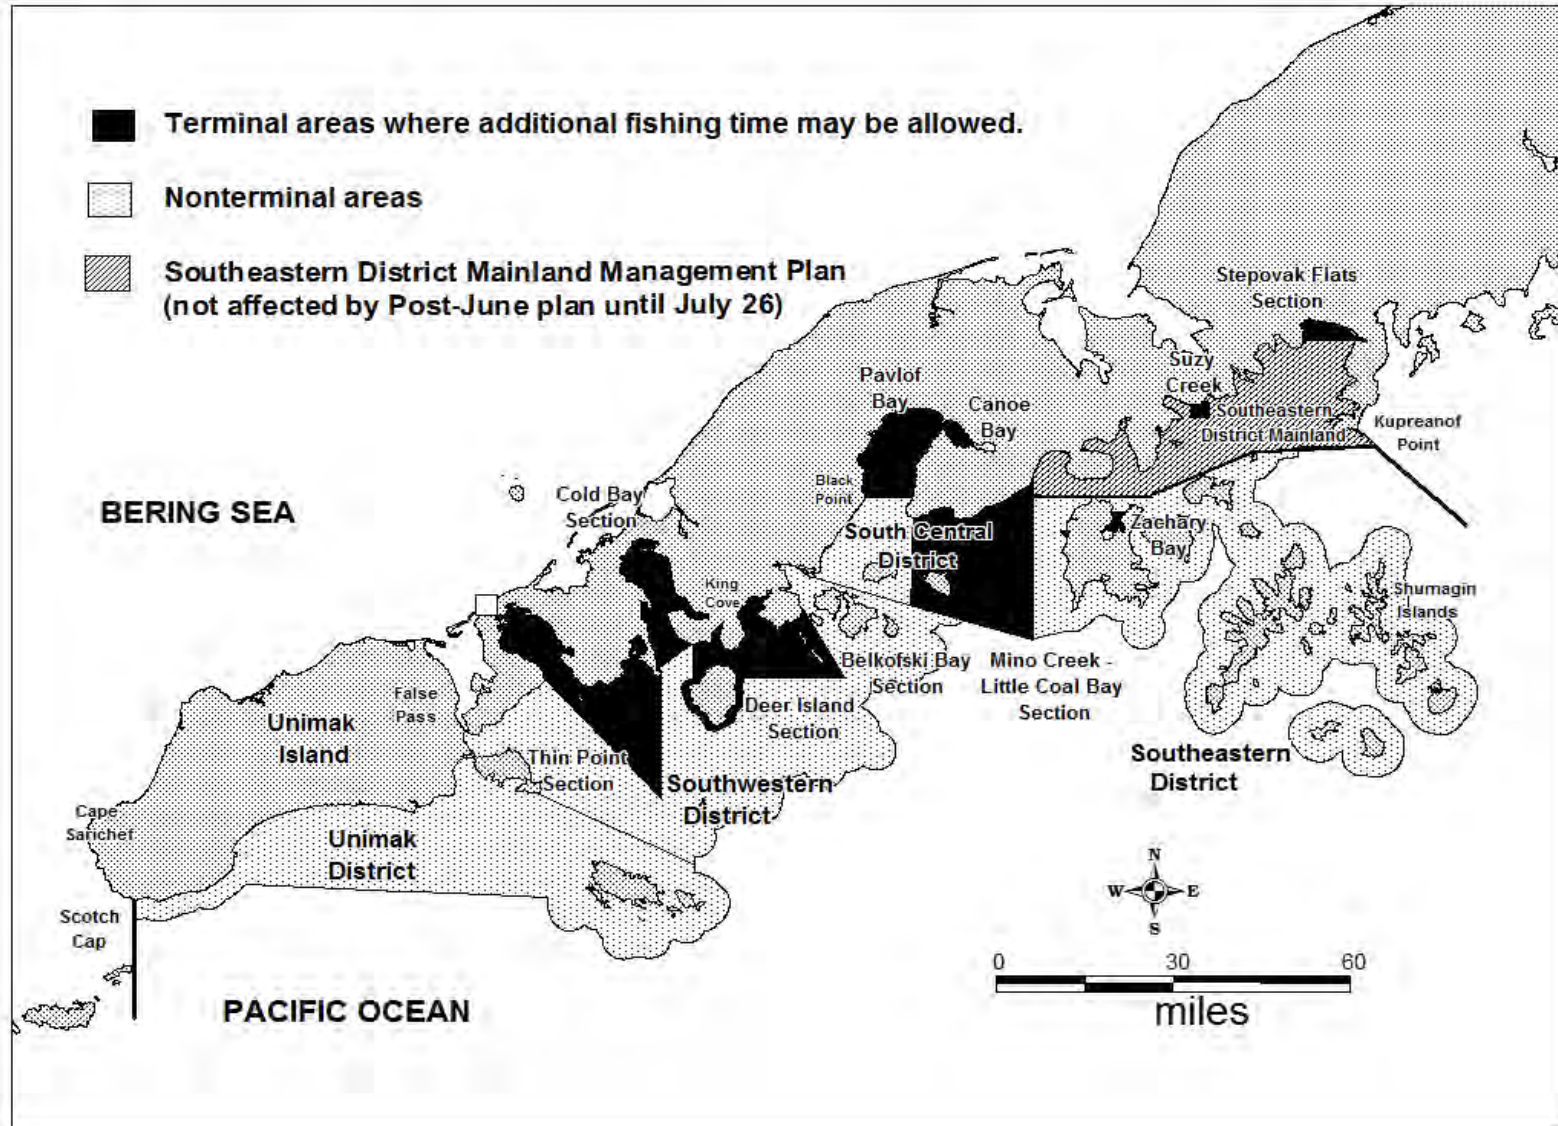 Terminal areas where additional fishing time may be allowed.
Nonterminal areas
Southeastern District Mainland Management Plan
(not affected by Post-June plan until July 26)
Stepovak Flats
Section
Suzy
Creek
Pavlof
Bay
Canoe
Bay
Southeastern
District Mainland
Kupreanof
Point
Black
Point
Cold Bay
Section
BERING SEA
South Central
District
Zachary
Bay
King
Cove
Shumagin
Islands
Belkofski Bay
Section
Mino Creek -
Little Coal Bay
Section
False
Pass
Deer Island
Section
Unimak
Island
Thin Point
Section
Southwestern
District
Southeastern
District
Cape
Sarichef
Unimak
District
Scotch
Cap
N
W
E
S
0 30 60
miles
PACIFIC OCEAN